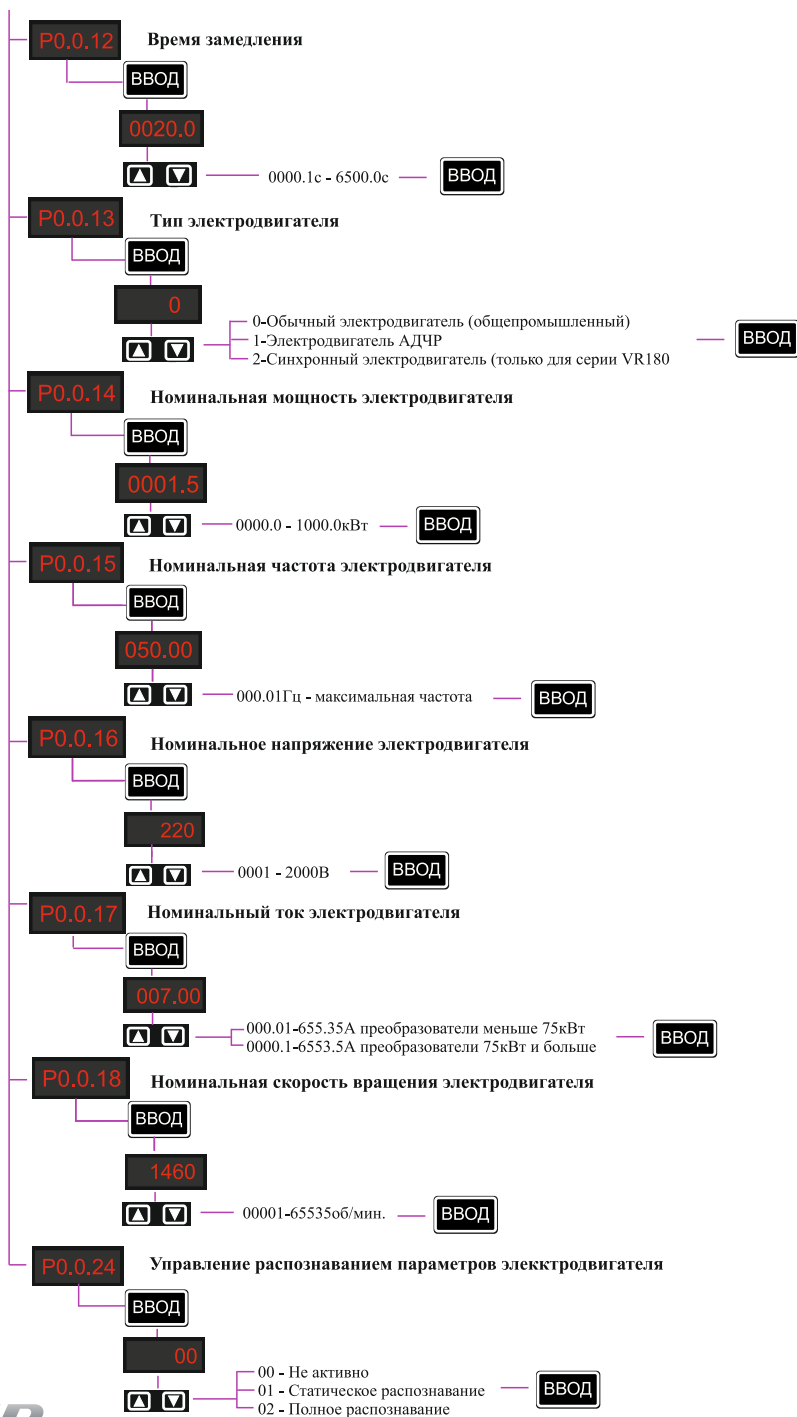 P0.0.12 Время замедления
ВВОД
0020.0
0000.1с - 6500.0с ВВОД
P0.0.13 Тип электродвигателя
ВВОД
0
0-Обычный электродвигатель (общепромышленный)
1-Электродвигатель АДЧР ВВОД
2-Синхронный электродвигатель (только для серии VR180
P0.0.14 Номинальная мощность электродвигателя
ВВОД
0001.5
0000.0 - 1000.0кВт ВВОД
P0.0.15 Номинальная частота электродвигателя
ВВОД
050.00
000.01Гц - максимальная частота ВВОД
P0.0.16 Номинальное напряжение электродвигателя
ВВОД
220
0001 - 2000В ВВОД
P0.0.17 Номинальный ток электродвигателя
ВВОД
007.00
000.01-655.35А преобразователи меньше 75кВт
0000.1-6553.5А преобразователи 75кВт и больше ВВОД
P0.0.18 Номинальная скорость вращения электродвигателя
ВВОД
1460
00001-65535об/мин. ВВОД
P0.0.24 Управление распознаванием параметров элекктродвигателя
ВВОД
00
00 - Не активно
01 - Статическое распознавание ВВОД
02 - Полное распознавание